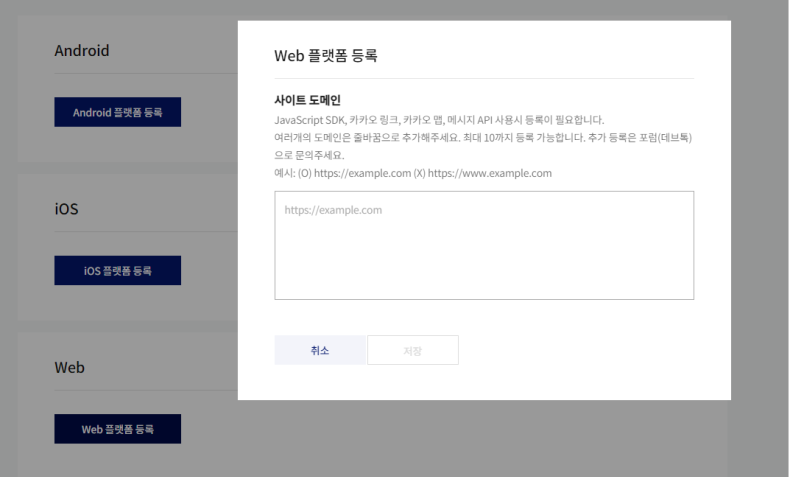 Android
Android 플랫폼 등록
iOS
iOS 플랫폼 등록
Web
Web 플랫폼 등록
Web 플랫폼 등록
사이트 도메인
JavaScript SDK, 카카오 링크, 카카오 맵, 메시지 API 사용시 등록이 필요합니다.
여러개의 도메인은 줄바꿈으로 추가해주세요. 최대 10까지 등록 가능합니다. 추가 등록은 포럼(데브톡)
으로 문의주세요.
예시: (O) https://example.com (X) https://www.example.com
https://example.com
취소
저장